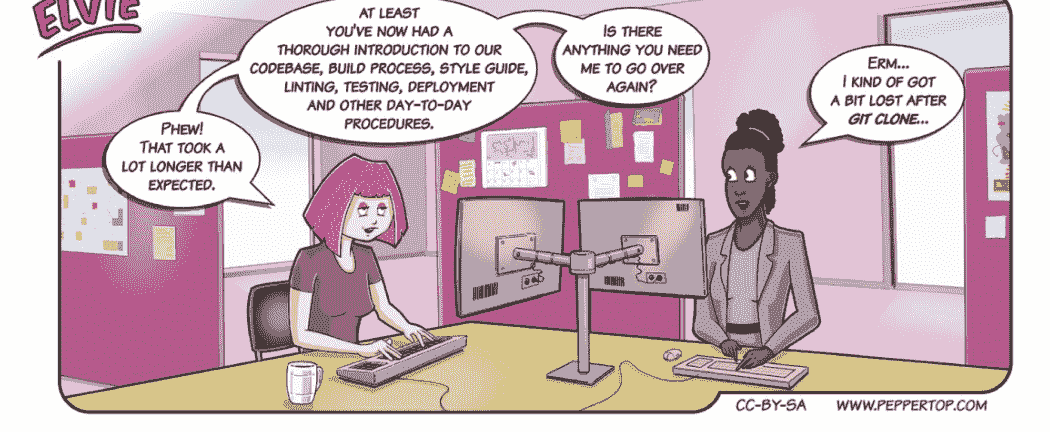 ELVIE
PHEW!
THAT TOOK A
LOT LONGER THAN
EXPECTED.
AT LEAST
YOU'VE NOW HAD A
THOROUGH INTRODUCTION TO OUR
CODEBASE, BUILD PROCESS, STYLE GUIDE,
LINTING, TESTING, DEPLOYMENT
AND OTHER DAY-TO-DAY
PROCEDURES.
IS THERE
ANYTHING YOU NEED
ME TO GO OVER
AGAIN?
ERM...
I KIND OF GOT
A BIT LOST AFTER
GIT CLONE...
CC-BY-SA WWW.PEPPERTOP.COM